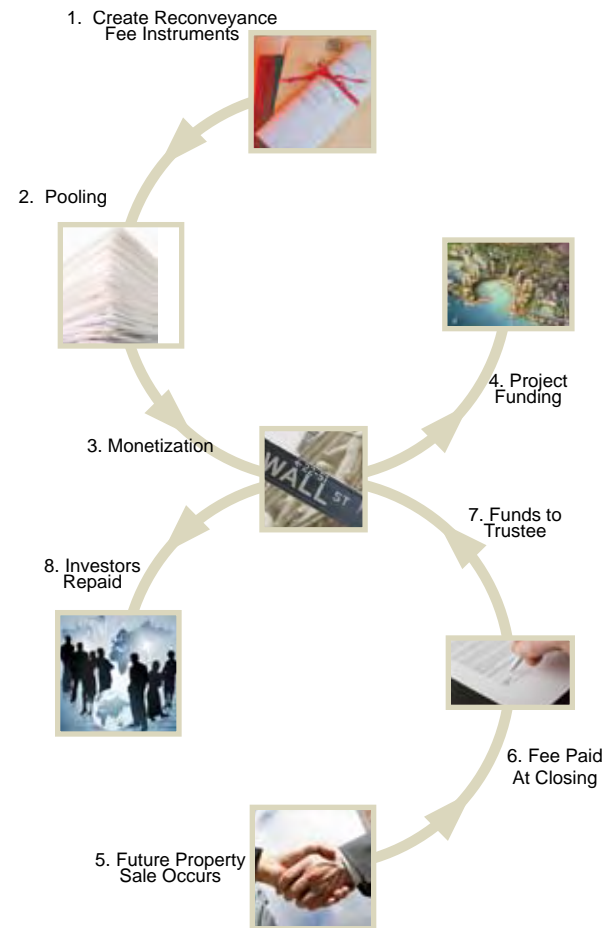 1. Create Reconveyance
Fee Instruments
2. Pooling
4. Project
Funding
3. Monetization
WALL ST
7. Funds to
Trustee
8. Investors
Repaid
6. Fee Paid
At Closing
5. Future Property
Sale Occurs